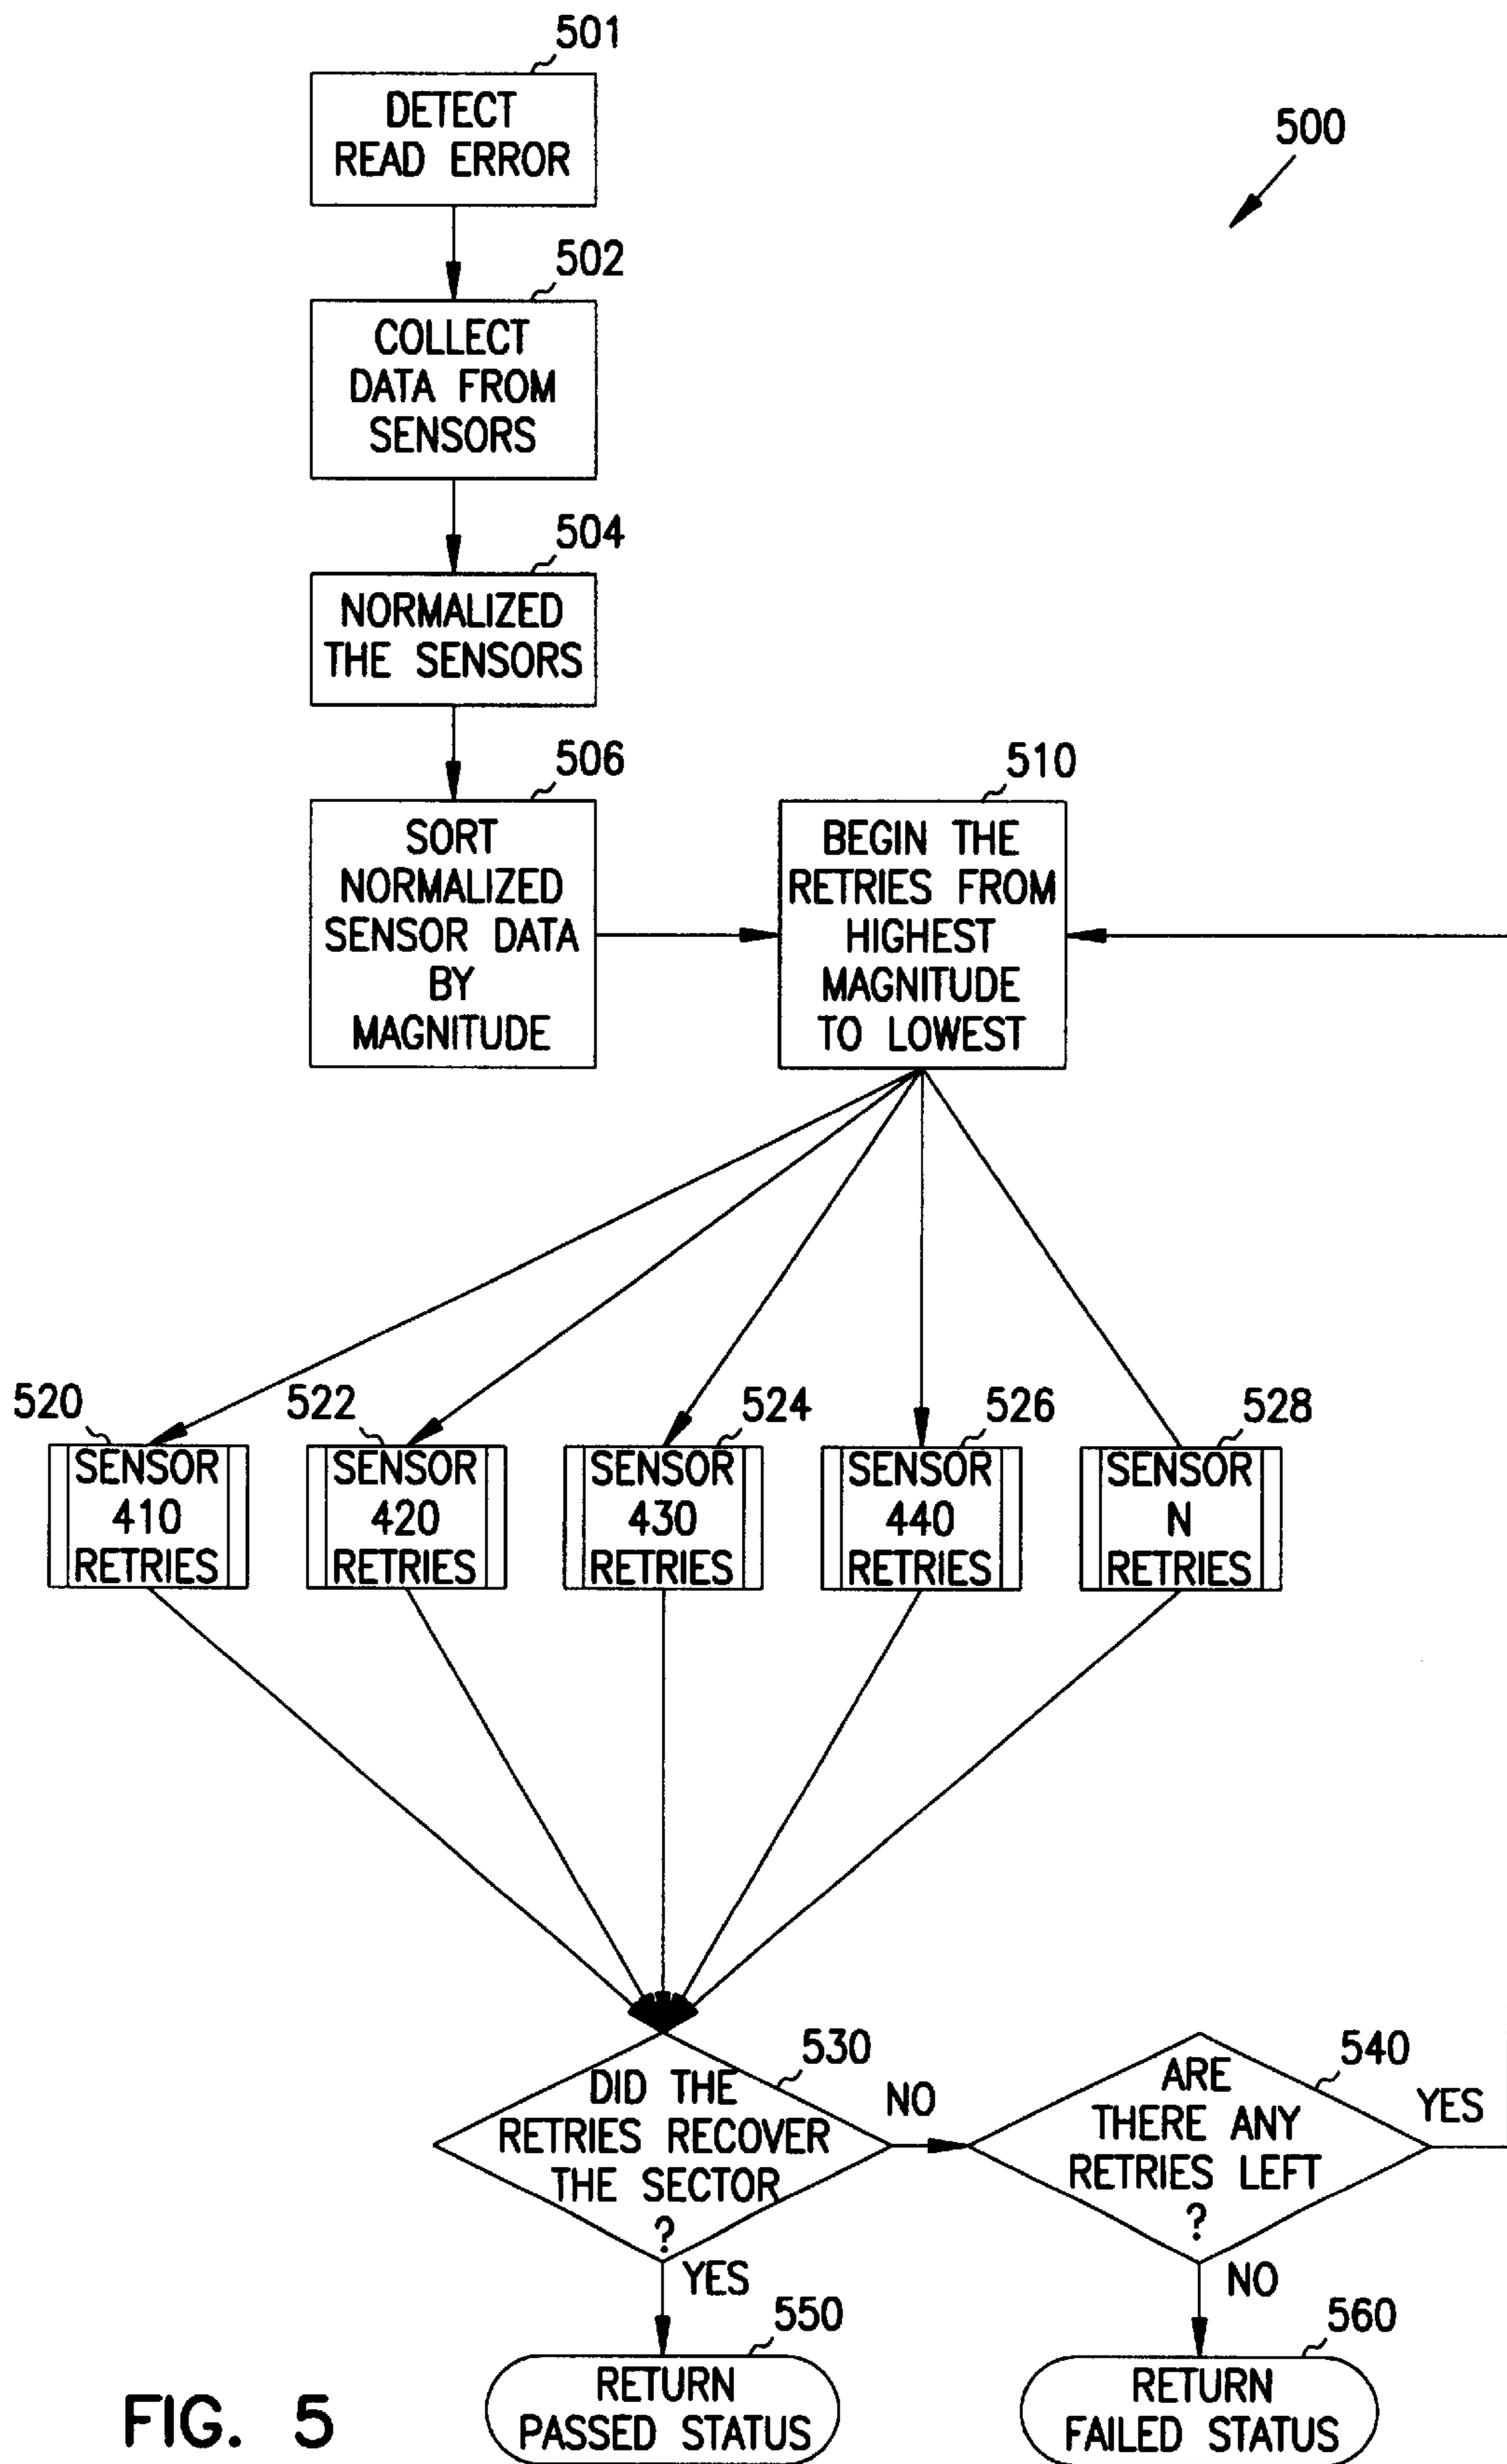 501
DETECT
READ ERROR
500
502
COLLECT
DATA FROM
SENSORS
504
NORMALIZED
THE SENSORS
506
SORT
NORMALIZED
SENSOR DATA
BY
MAGNITUDE
510
BEGIN THE
RETRIES FROM
HIGHEST
MAGNITUDE
TO LOWEST
520
SENSOR
410
RETRIES
522
SENSOR
420
RETRIES
524
SENSOR
430
RETRIES
526
SENSOR
440
RETRIES
528
SENSOR
N
RETRIES
530
DID THE
RETRIES RECOVER
THE SECTOR
?
NO
YES
540
ARE
THERE ANY
RETRIES LEFT
?
YES
NO
550
RETURN
PASSED STATUS
560
RETURN
FAILED STATUS
FIG. 5